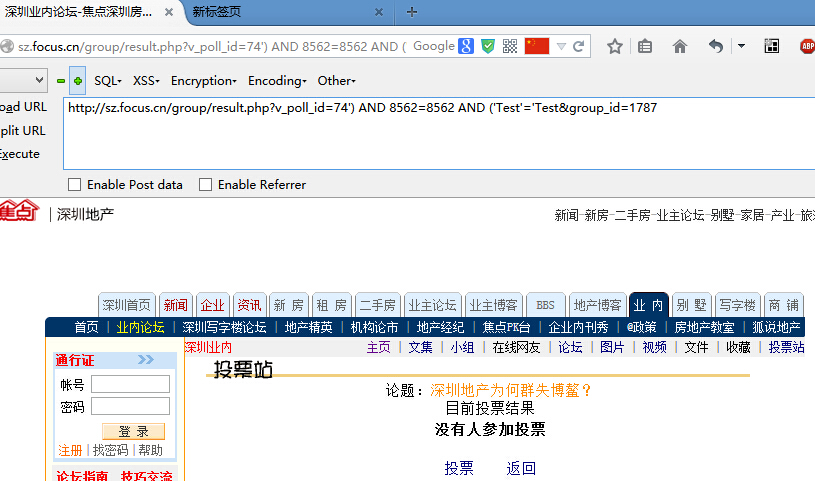 深圳业内论坛-焦点深圳房... 新标签页
sz.focus.cn/group/result.php?v_poll_id=74') AND 8562=8562 AND ( Google
SQL XSS Encryption Encoding Other
oad URL
http://sz.focus.cn/group/result.php?v_poll_id=74') AND 8562=8562 AND ('Test'='Test&group_id=1787
plit URL
Execute
Enable Post data Enable Referrer
焦点 | 深圳地产
新闻-新房-二手房-业主论坛-别墅-家居-产业-旅
深圳首页 新闻 企业 资讯 新 房 租 房 二手房 业主论坛 业主博客 BBS 地产博客 业 内 别 墅 写字楼 商 铺
首页 | 业内论坛 | 深圳写字楼论坛 | 地产精英 | 机构论市 | 地产经纪 | 焦点PK台 | 企业内刊秀 | @政策 | 房地产教室 | 狐说地产
深圳业内 主页 | 文集 | 小组 | 在线网友 | 论坛 | 图片 | 视频 | 文件 | 收藏 | 投票站
通行证 >>
帐号
密码
登 录
注册 | 找密码 | 帮助
论坛指南 技巧交流
投票站
论题：深圳地产为何群失博鳌？
目前投票结果
没有人参加投票
投票 返回